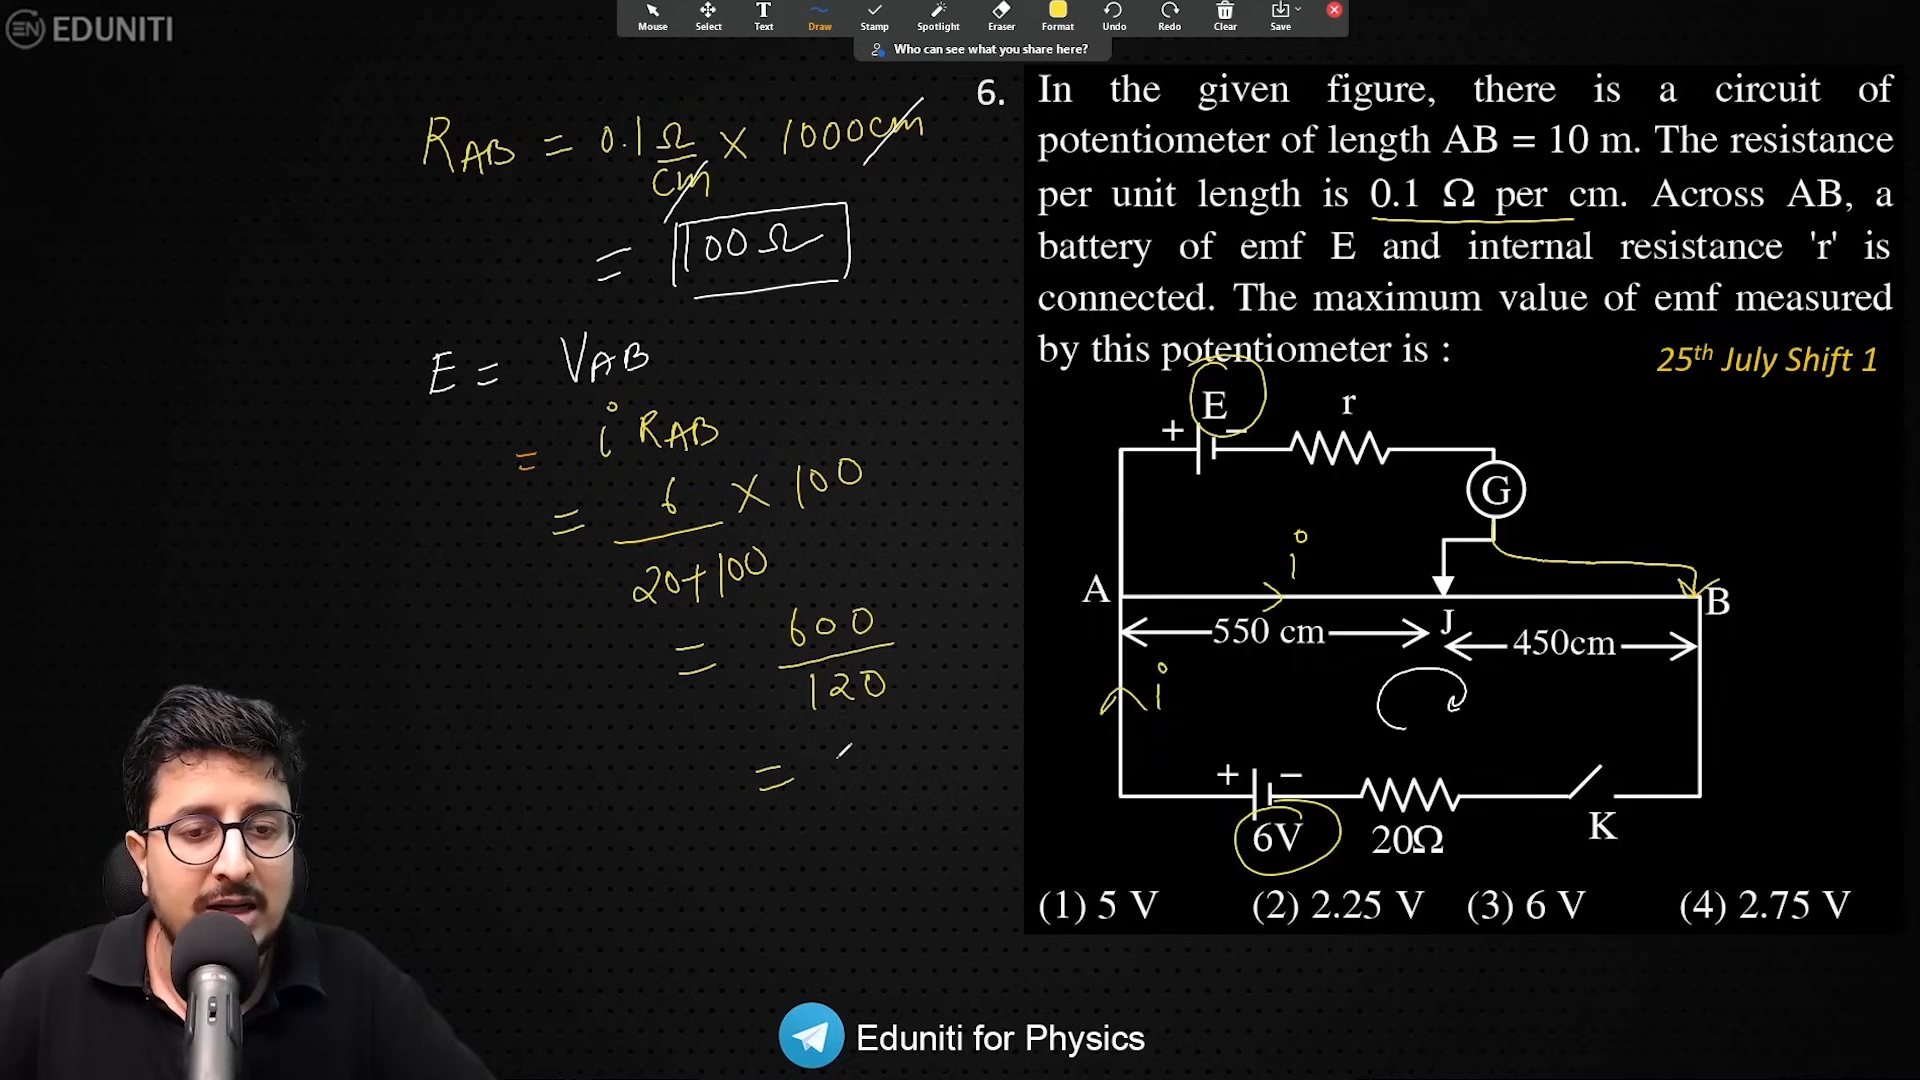 EN EDUNITI
Mouse Select Text Draw Stamp Spotlight Eraser Format Undo Redo Clear Save
Who can see what you share here?
R_AB = 0.1 Ω/cm × 1000cm
= 100 Ω
E = V_AB
= i R_AB
= 6/(20+100) × 100
= 600/120
=
6. In the given figure, there is a circuit of
potentiometer of length AB = 10 m. The resistance
per unit length is 0.1 Ω per cm. Across AB, a
battery of emf E and internal resistance 'r' is
connected. The maximum value of emf measured
by this potentiometer is :
25th July Shift 1
E r
+ −
G
i
A B
550 cm J 450cm
i
+ −
6V 20Ω K
(1) 5 V (2) 2.25 V (3) 6 V (4) 2.75 V
Eduniti for Physics